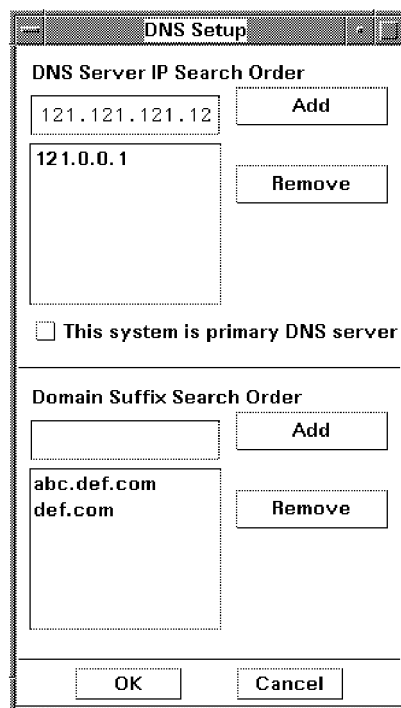 DNS Setup
DNS Server IP Search Order
121.121.121.12
Add
121.0.0.1
Remove
This system is primary DNS server
Domain Suffix Search Order
Add
abc.def.com
def.com
Remove
OK
Cancel